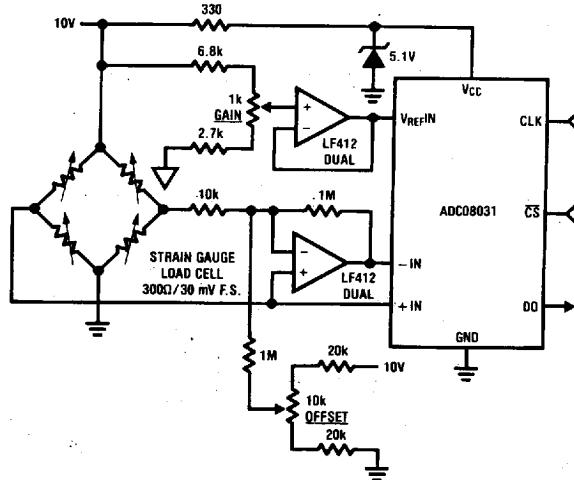 10V
330
6.8k
5.1V
1k
GAIN
2.7k
+
−
LF412
DUAL
VCC
VREFIN
CLK
ADC08031
CS
DO
−IN
+IN
GND
.10k
.1M
−
+
LF412
DUAL
STRAIN GAUGE
LOAD CELL
300Ω/30 mV F.S.
1M
20k
10V
10k
OFFSET
20k